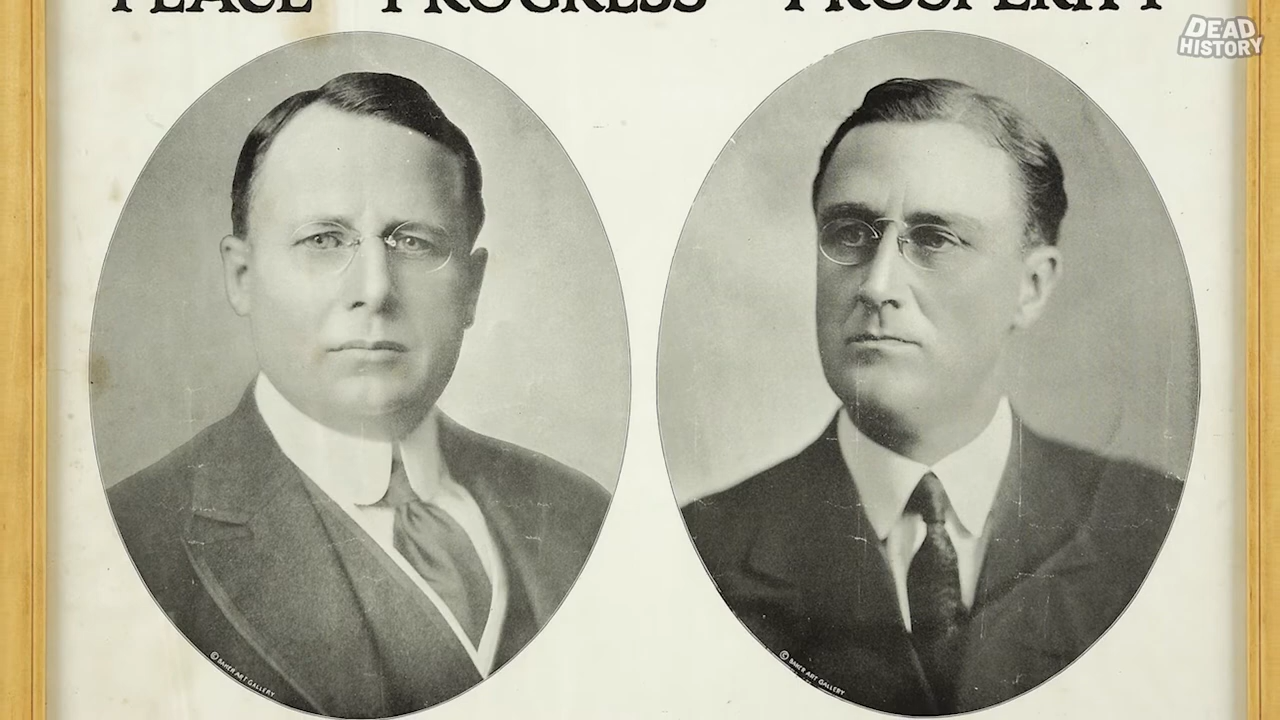 PEACE PROGRESS PROSPERITY
DEAD
HISTORY
© BAKER ART GALLERY
© BAKER ART GALLERY